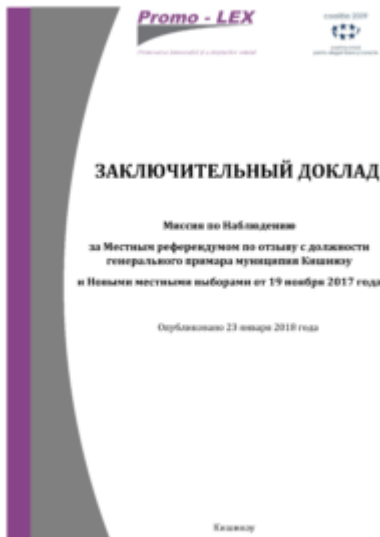 Promo - LEX
ЗАКЛЮЧИТЕЛЬНЫЙ ДОКЛАД
Миссия по Наблюдению
за Местным референдумом по отзыву с должности
генерального примара муниципия Кишинэу
и Новыми местными выборами от 19 ноября 2017 года
Опубликовано 23 января 2018 года
Кишинэу